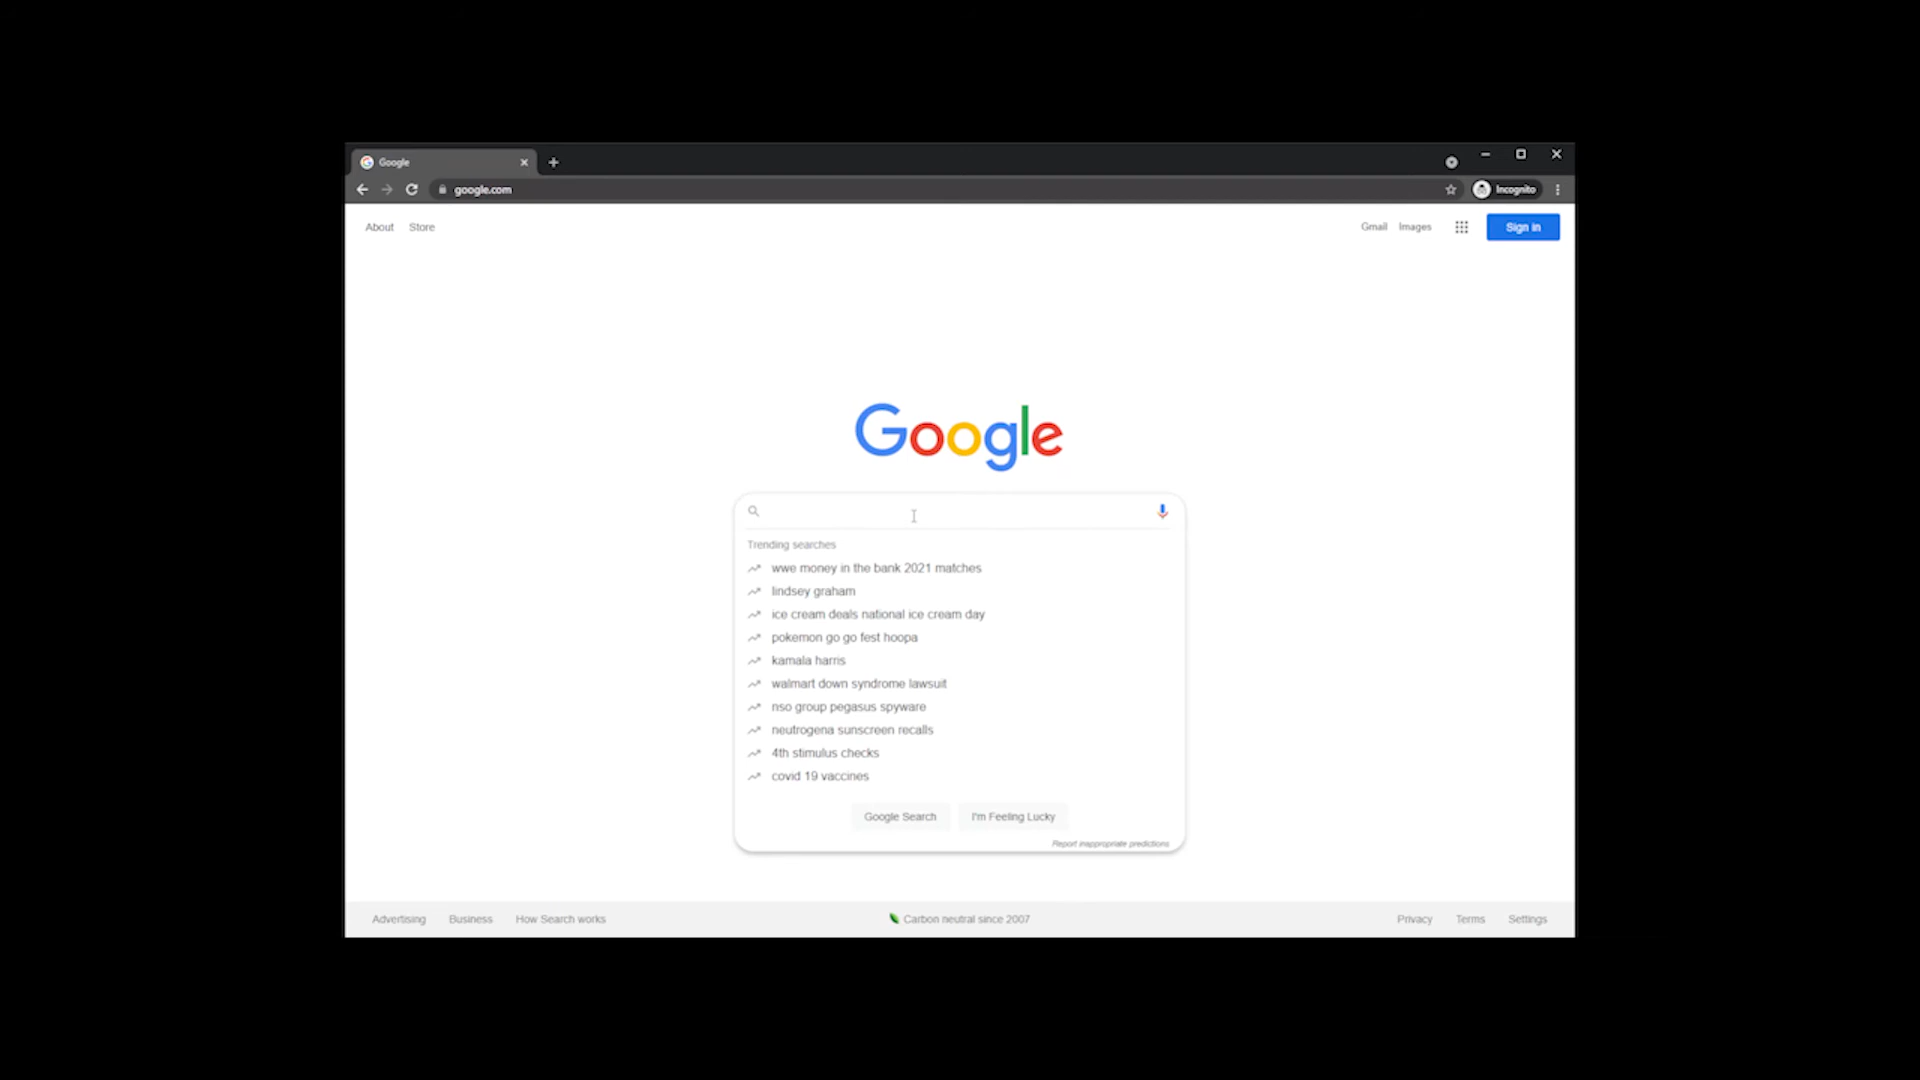 Google
google.com
Incognito
About Store
Gmail Images Sign in
Google
Trending searches
wwe money in the bank 2021 matches
lindsey graham
ice cream deals national ice cream day
pokemon go go fest hoopa
kamala harris
walmart down syndrome lawsuit
nso group pegasus spyware
neutrogena sunscreen recalls
4th stimulus checks
covid 19 vaccines
Google Search I'm Feeling Lucky
Report inappropriate predictions
Advertising Business How Search works Carbon neutral since 2007 Privacy Terms Settings